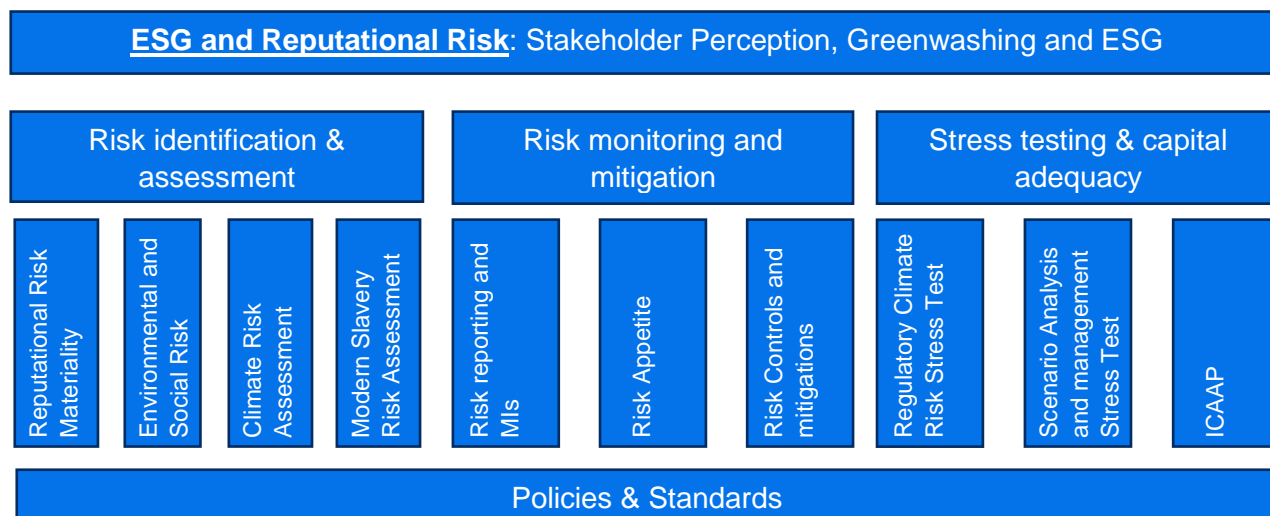 ESG and Reputational Risk: Stakeholder Perception, Greenwashing and ESG
Risk identification &
assessment
Risk monitoring and
mitigation
Stress testing & capital
adequacy
Reputational Risk
Materiality
Environmental and
Social Risk
Climate Risk
Assessment
Modern Slavery
Risk Assessment
Risk reporting and
MIs
Risk Appetite
Risk Controls and
mitigations
Regulatory Climate
Risk Stress Test
Scenario Analysis
and management
Stress Test
ICAAP
Policies & Standards